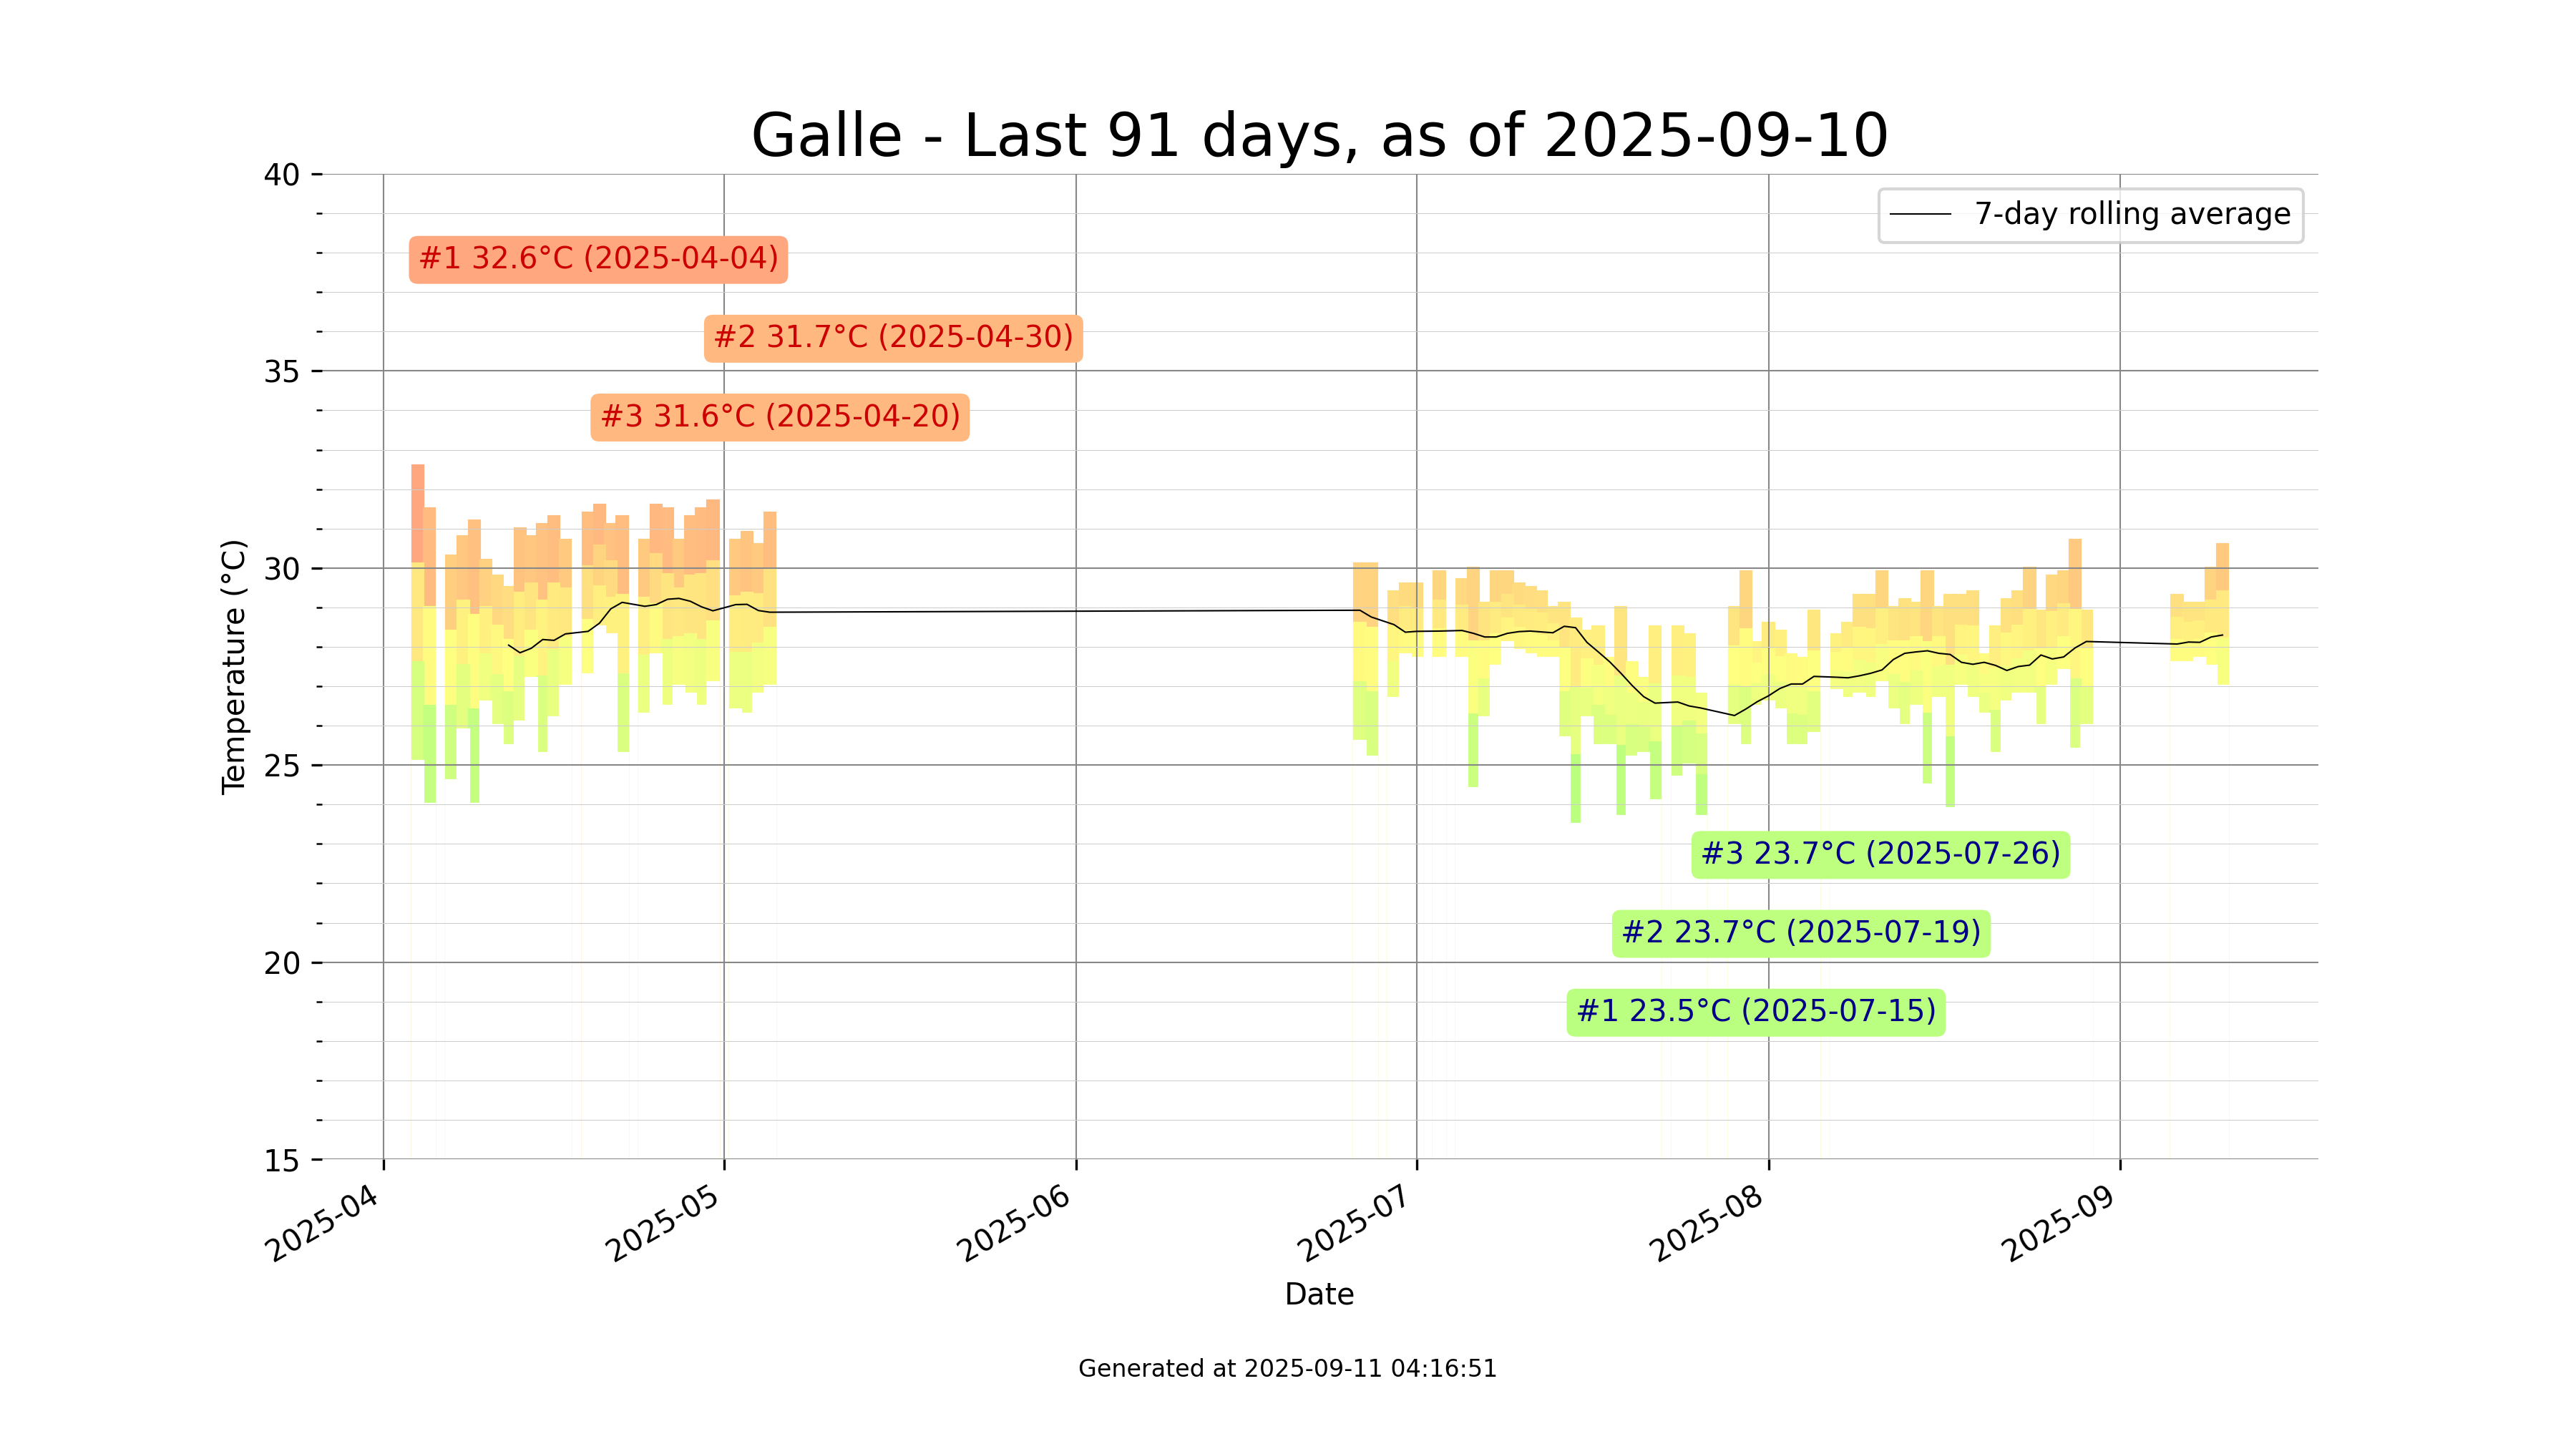 Galle - Last 91 days, as of 2025-09-10
7-day rolling average
#1 32.6°C (2025-04-04)
#2 31.7°C (2025-04-30)
#3 31.6°C (2025-04-20)
#3 23.7°C (2025-07-26)
#2 23.7°C (2025-07-19)
#1 23.5°C (2025-07-15)
Temperature (°C)
40
35
30
25
20
15
2025-04
2025-05
2025-06
2025-07
2025-08
2025-09
Date
Generated at 2025-09-11 04:16:51